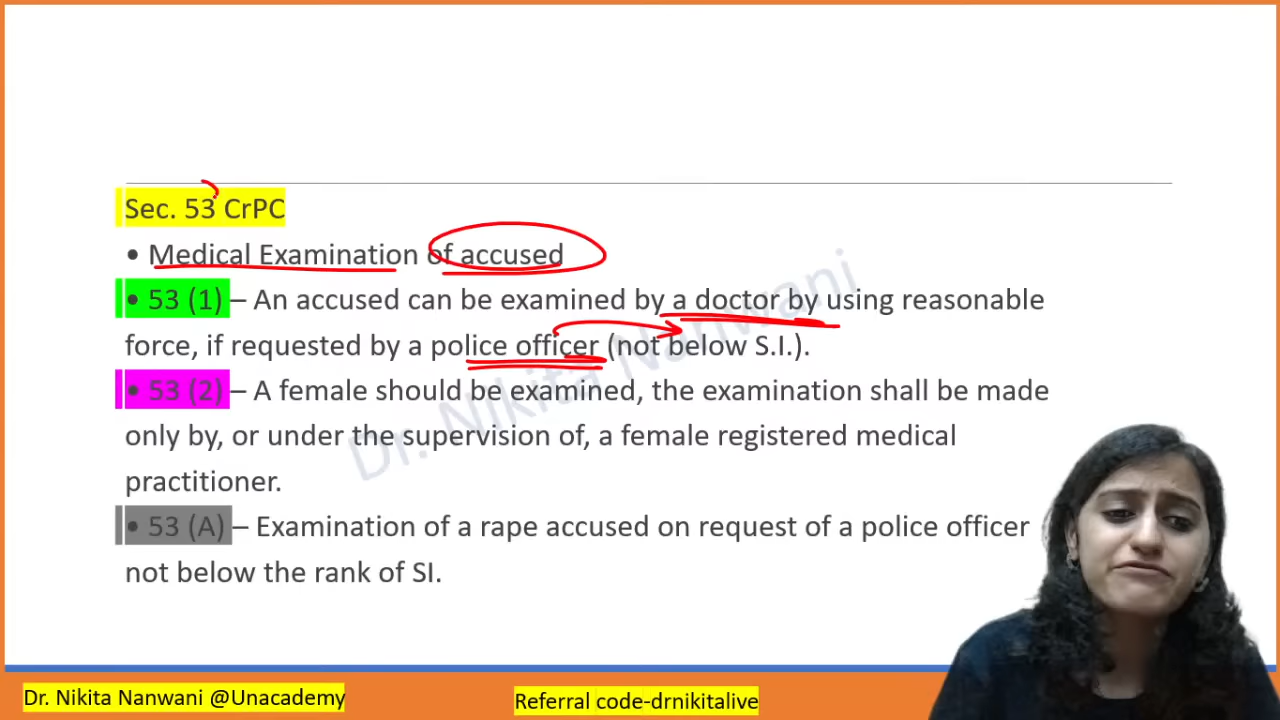 Sec. 53 CrPC
• Medical Examination of accused
• 53 (1) – An accused can be examined by a doctor by using reasonable
force, if requested by a police officer (not below S.I.).
• 53 (2) – A female should be examined, the examination shall be made
only by, or under the supervision of, a female registered medical
practitioner.
• 53 (A) – Examination of a rape accused on request of a police officer
not below the rank of SI.
Dr. Nikita Nanwani
Dr. Nikita Nanwani @Unacademy
Referral code-drnikitalive